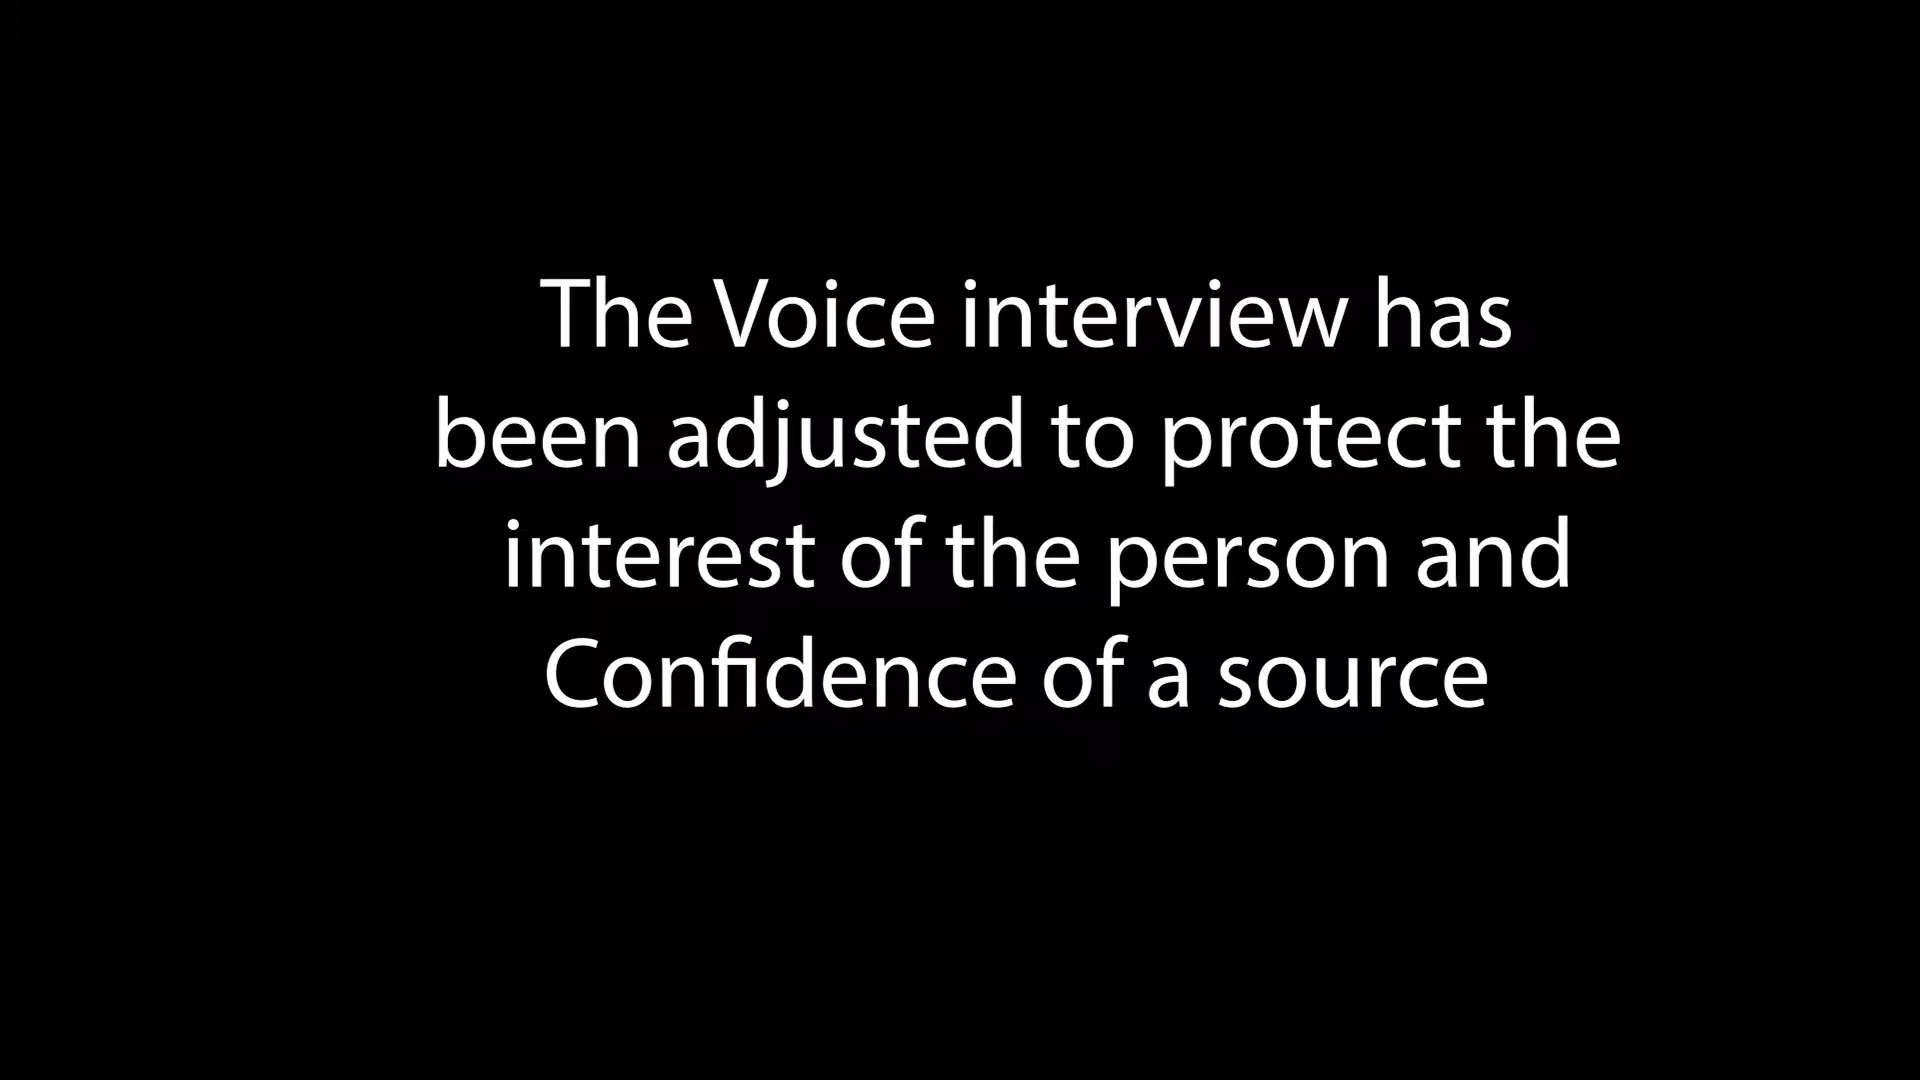 The Voice interview has
been adjusted to protect the
interest of the person and
Confidence of a source